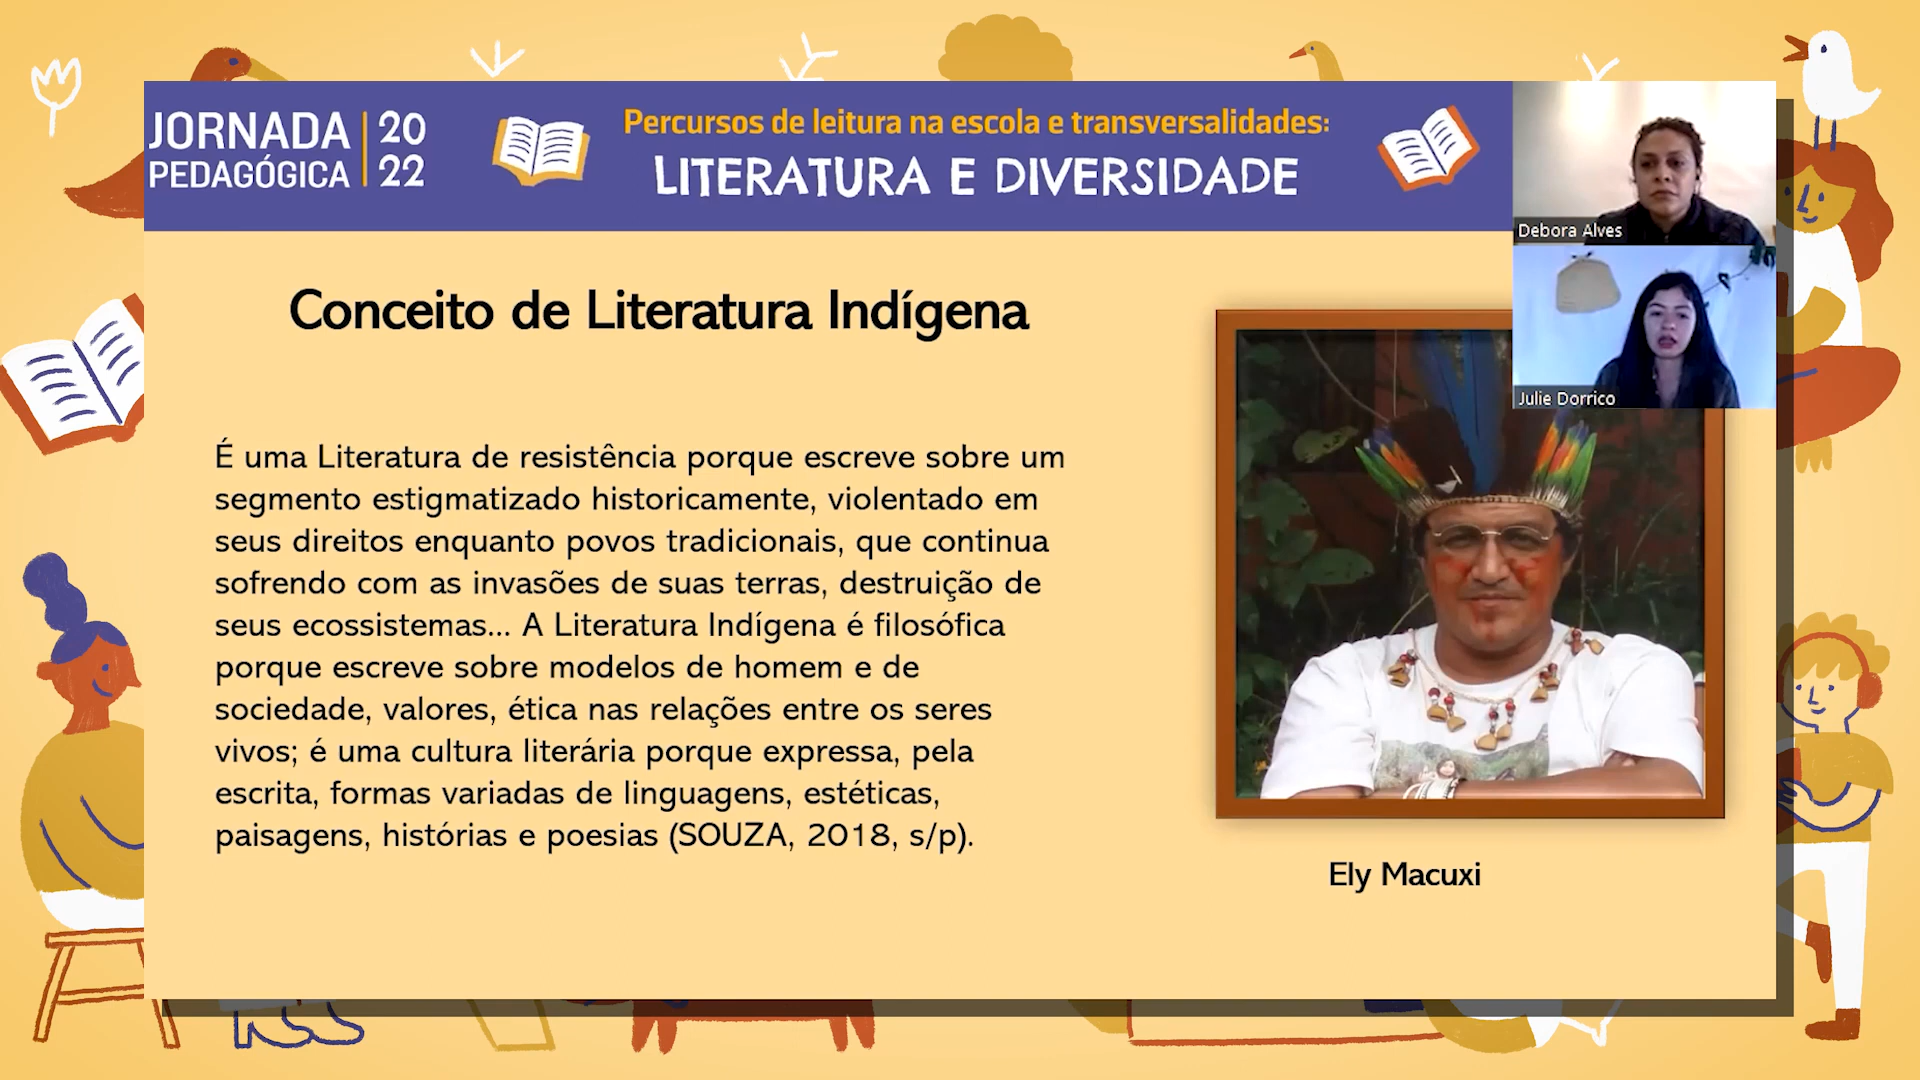 JORNADA
PEDAGÓGICA
20
22
Percursos de leitura na escola e transversalidades:
LITERATURA E DIVERSIDADE
Debora Alves
Julie Dorrico
Conceito de Literatura Indígena
É uma Literatura de resistência porque escreve sobre um
segmento estigmatizado historicamente, violentado em
seus direitos enquanto povos tradicionais, que continua
sofrendo com as invasões de suas terras, destruição de
seus ecossistemas... A Literatura Indígena é filosófica
porque escreve sobre modelos de homem e de
sociedade, valores, ética nas relações entre os seres
vivos; é uma cultura literária porque expressa, pela
escrita, formas variadas de linguagens, estéticas,
paisagens, histórias e poesias (SOUZA, 2018, s/p).
Ely Macuxi